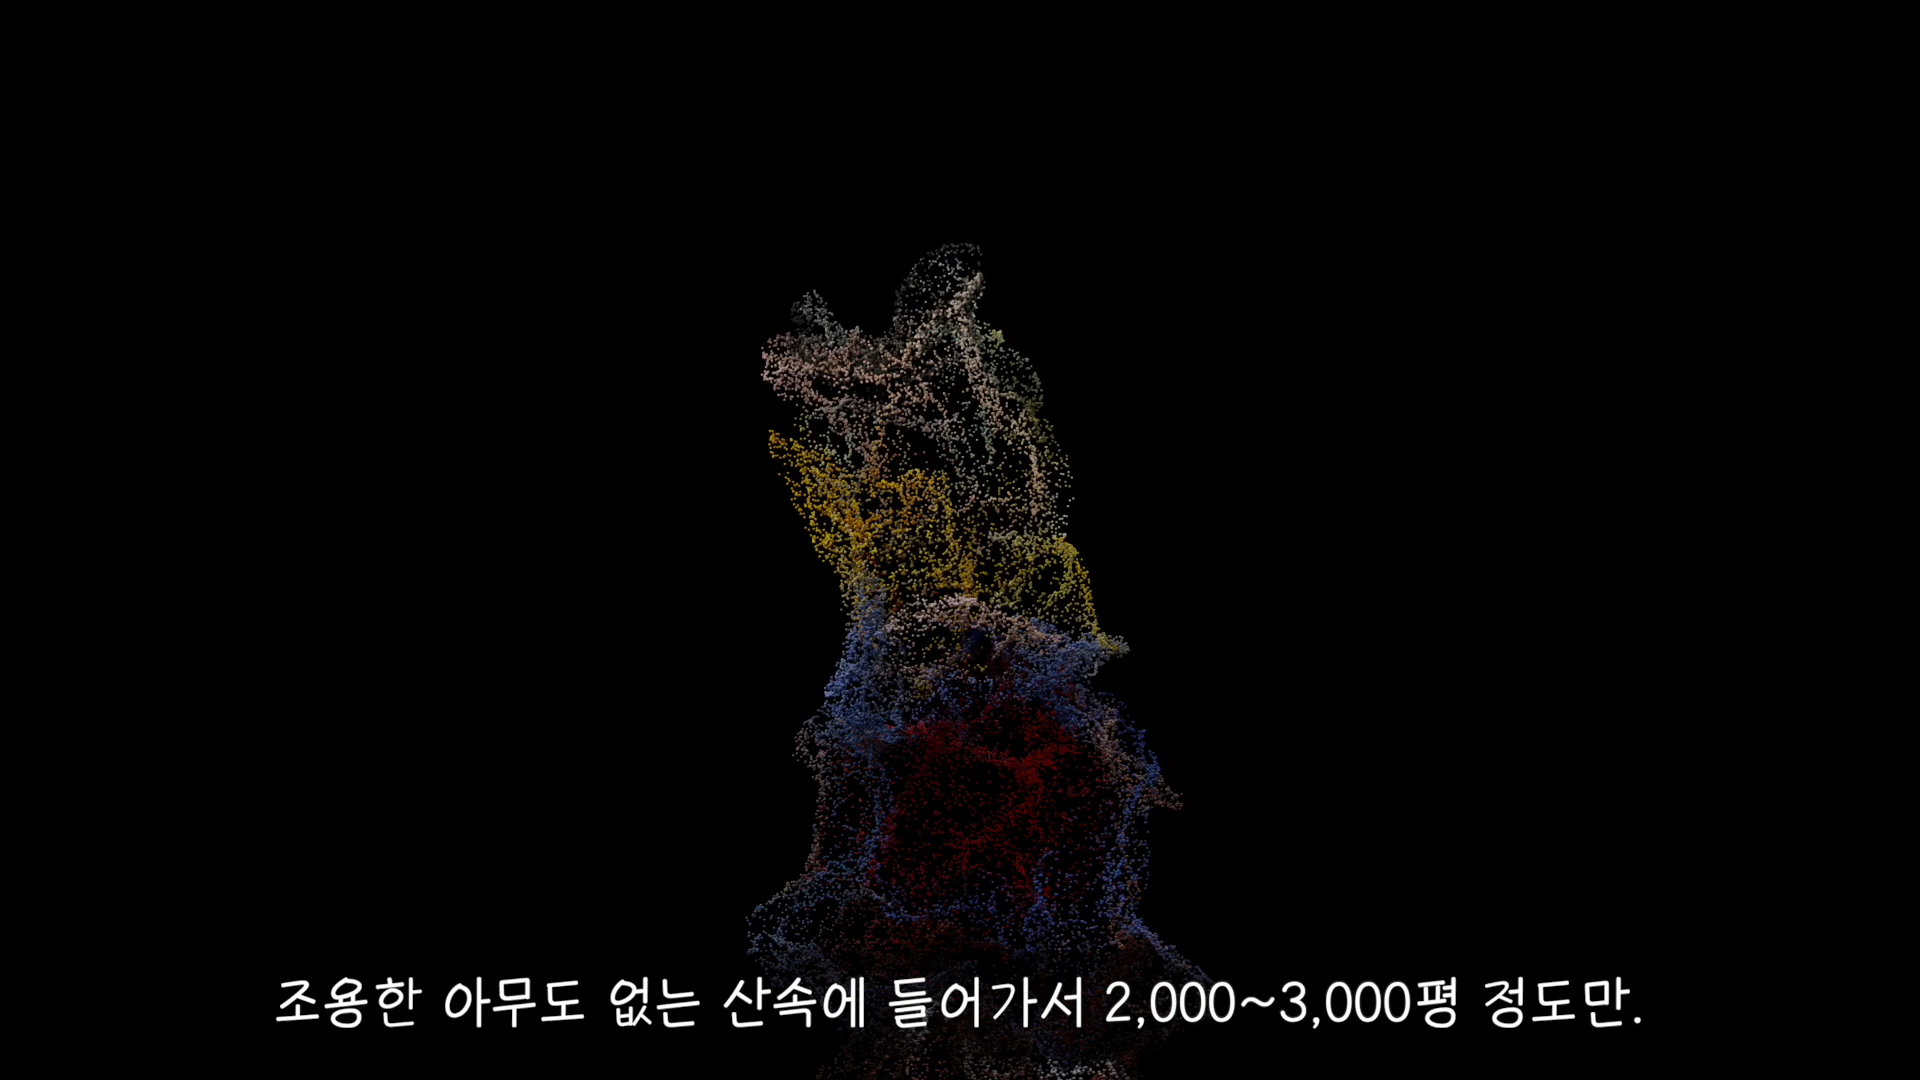 조용한 아무도 없는 산속에 들어가서 2,000~3,000평 정도만.